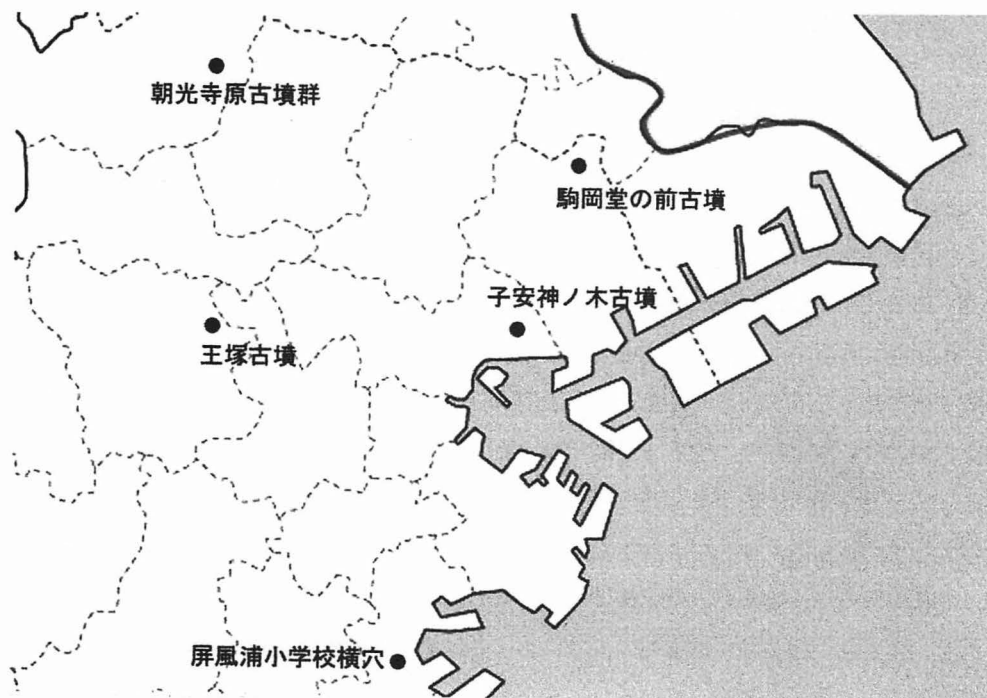 朝光寺原古墳群
駒岡堂の前古墳
子安神ノ木古墳
王塚古墳
屏風浦小学校横穴